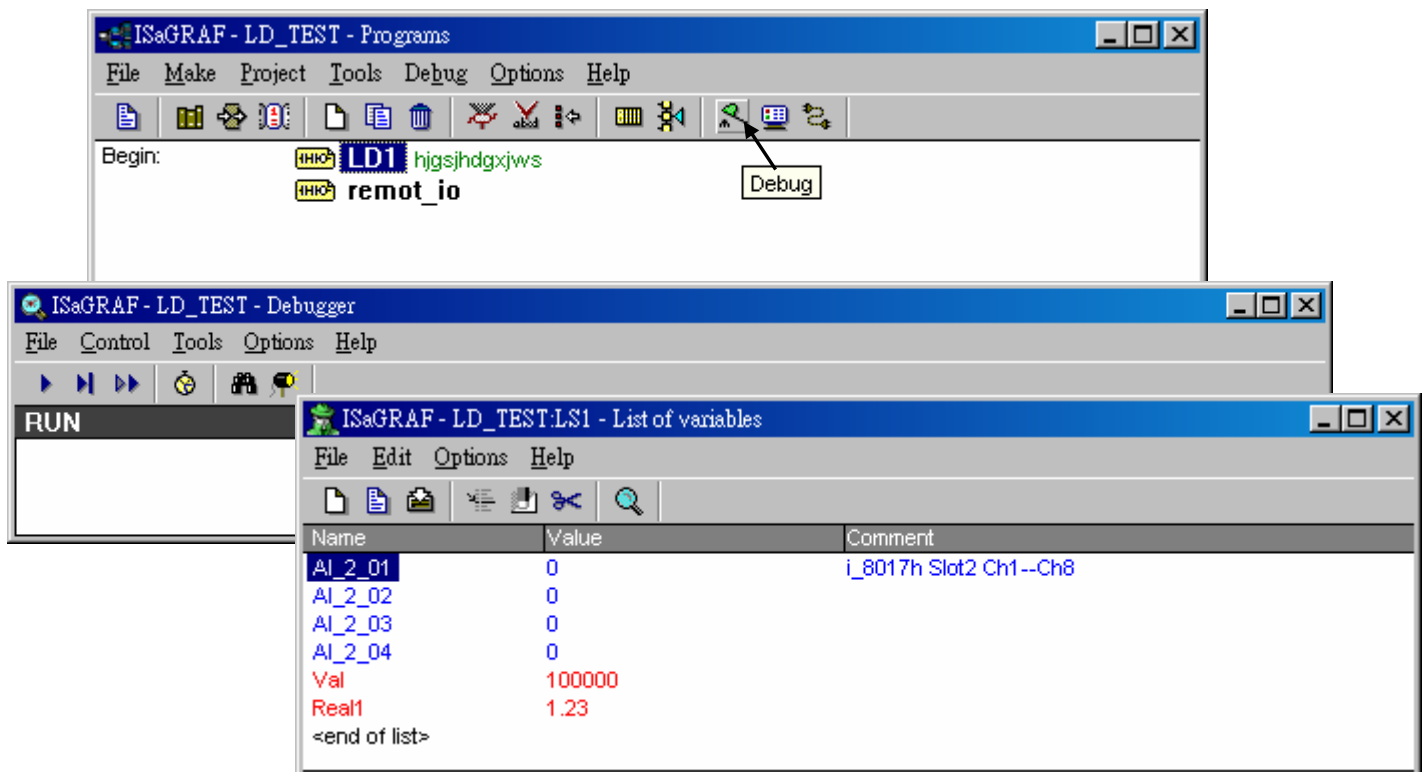 ISaGRAF - LD_TEST - Programs
File Make Project Tools Debug Options Help
Begin: LD1 hjgsjhdgxjws
remot_io
Debug
ISaGRAF - LD_TEST - Debugger
File Control Tools Options Help
RUN
ISaGRAF - LD_TEST:LS1 - List of variables
File Edit Options Help
Name Value Comment
AI_2_01 0 i_8017h Slot2 Ch1--Ch8
AI_2_02 0
AI_2_03 0
AI_2_04 0
Val 100000
Real1 1.23
<end of list>